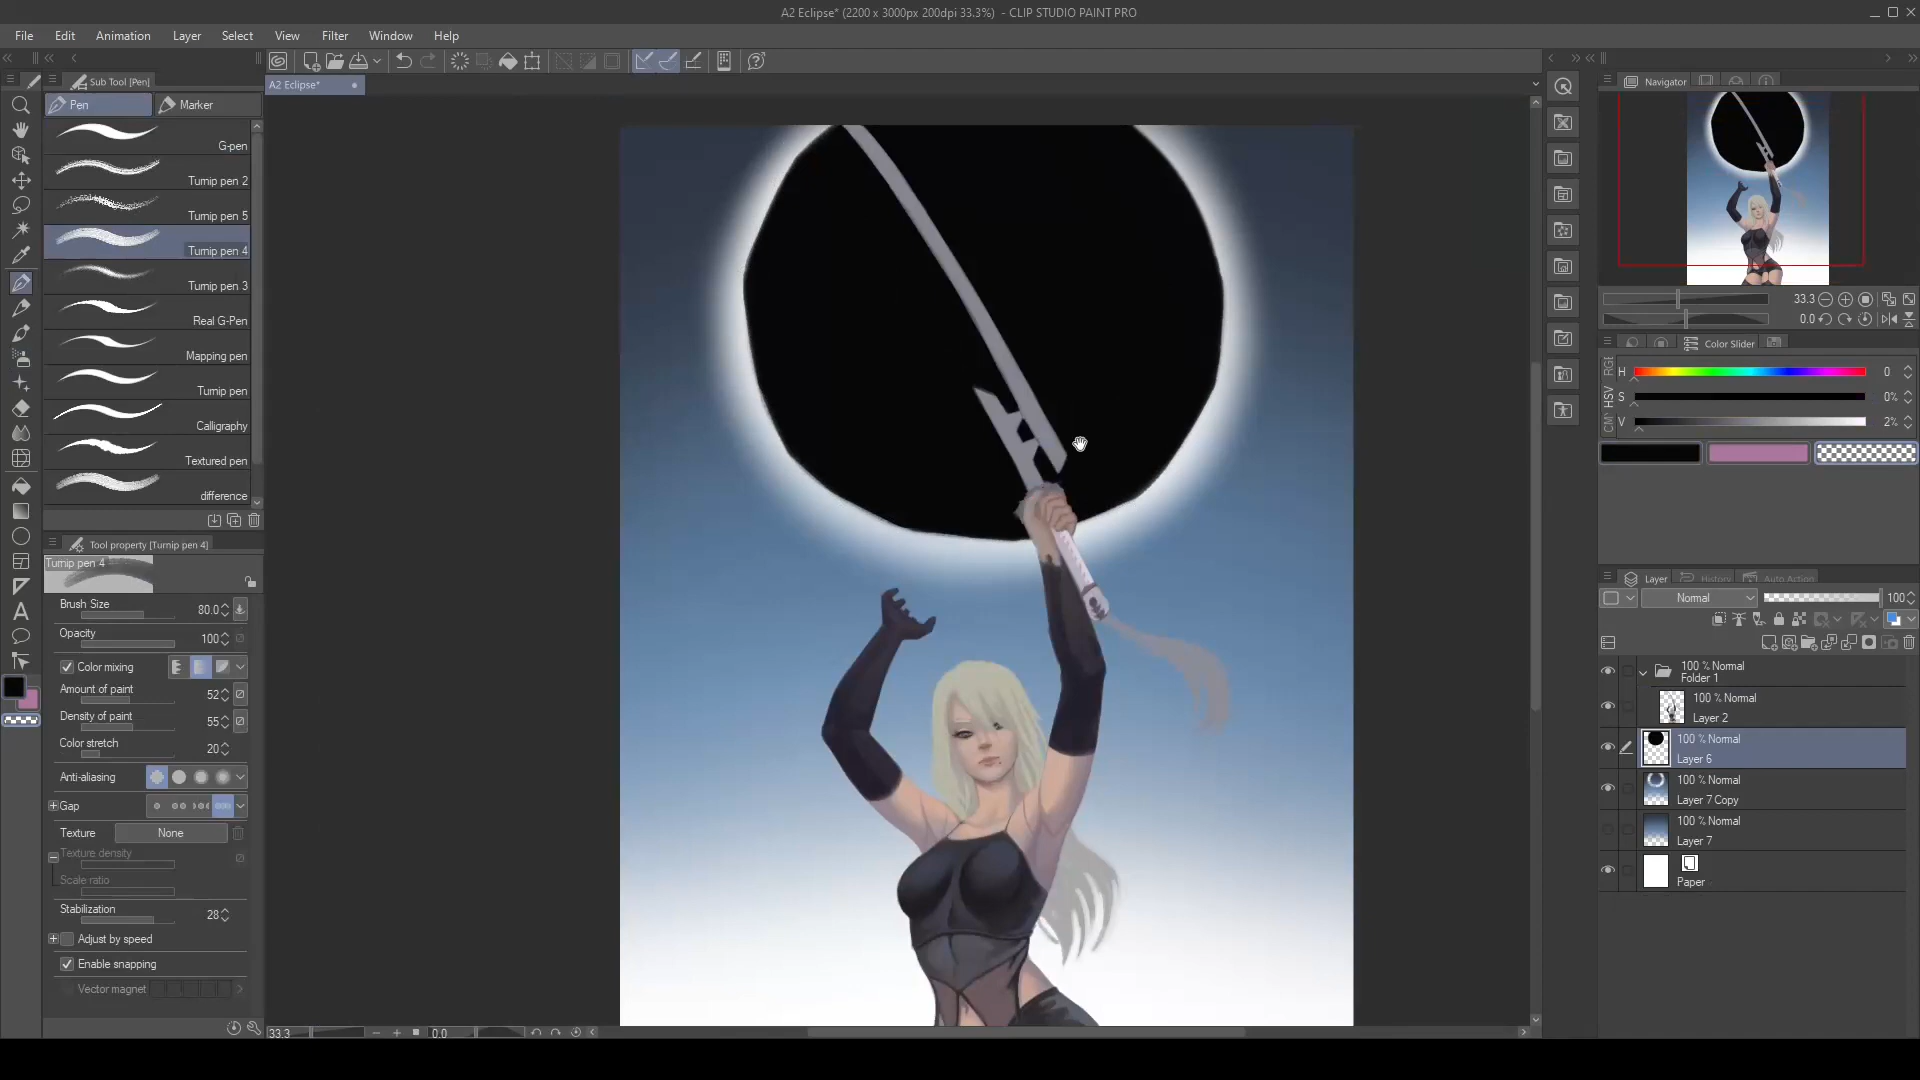 A2 Eclipse* (2200 x 3000px 200dpi 33.3%) - CLIP STUDIO PAINT PRO
File Edit Animation Layer Select View Filter Window Help
Sub Tool [Pen]
A2 Eclipse*
Navigator
Pen
Marker
G-pen
Turnip pen 2
Turnip pen 5
Turnip pen 4
Turnip pen 3
Real G-Pen
Mapping pen
Turnip pen
Calligraphy
Textured pen
difference
Tool property [Turnip pen 4]
Turnip pen 4
Brush Size 80.0
Opacity 100
Color mixing
Amount of paint 52
Density of paint 55
Color stretch 20
Anti-aliasing
Gap
Texture None
Texture density
Scale ratio
Stabilization 28
Adjust by speed
Enable snapping
Vector magnet
A
33.3
0.0
33.3
0.0
Color Slider
RGB
HSV
CM
H 0
S 0%
V 2%
Layer History Auto Action
Normal 100
100 % Normal
Folder 1
100 % Normal
Layer 2
100 % Normal
Layer 6
100 % Normal
Layer 7 Copy
100 % Normal
Layer 7
Paper